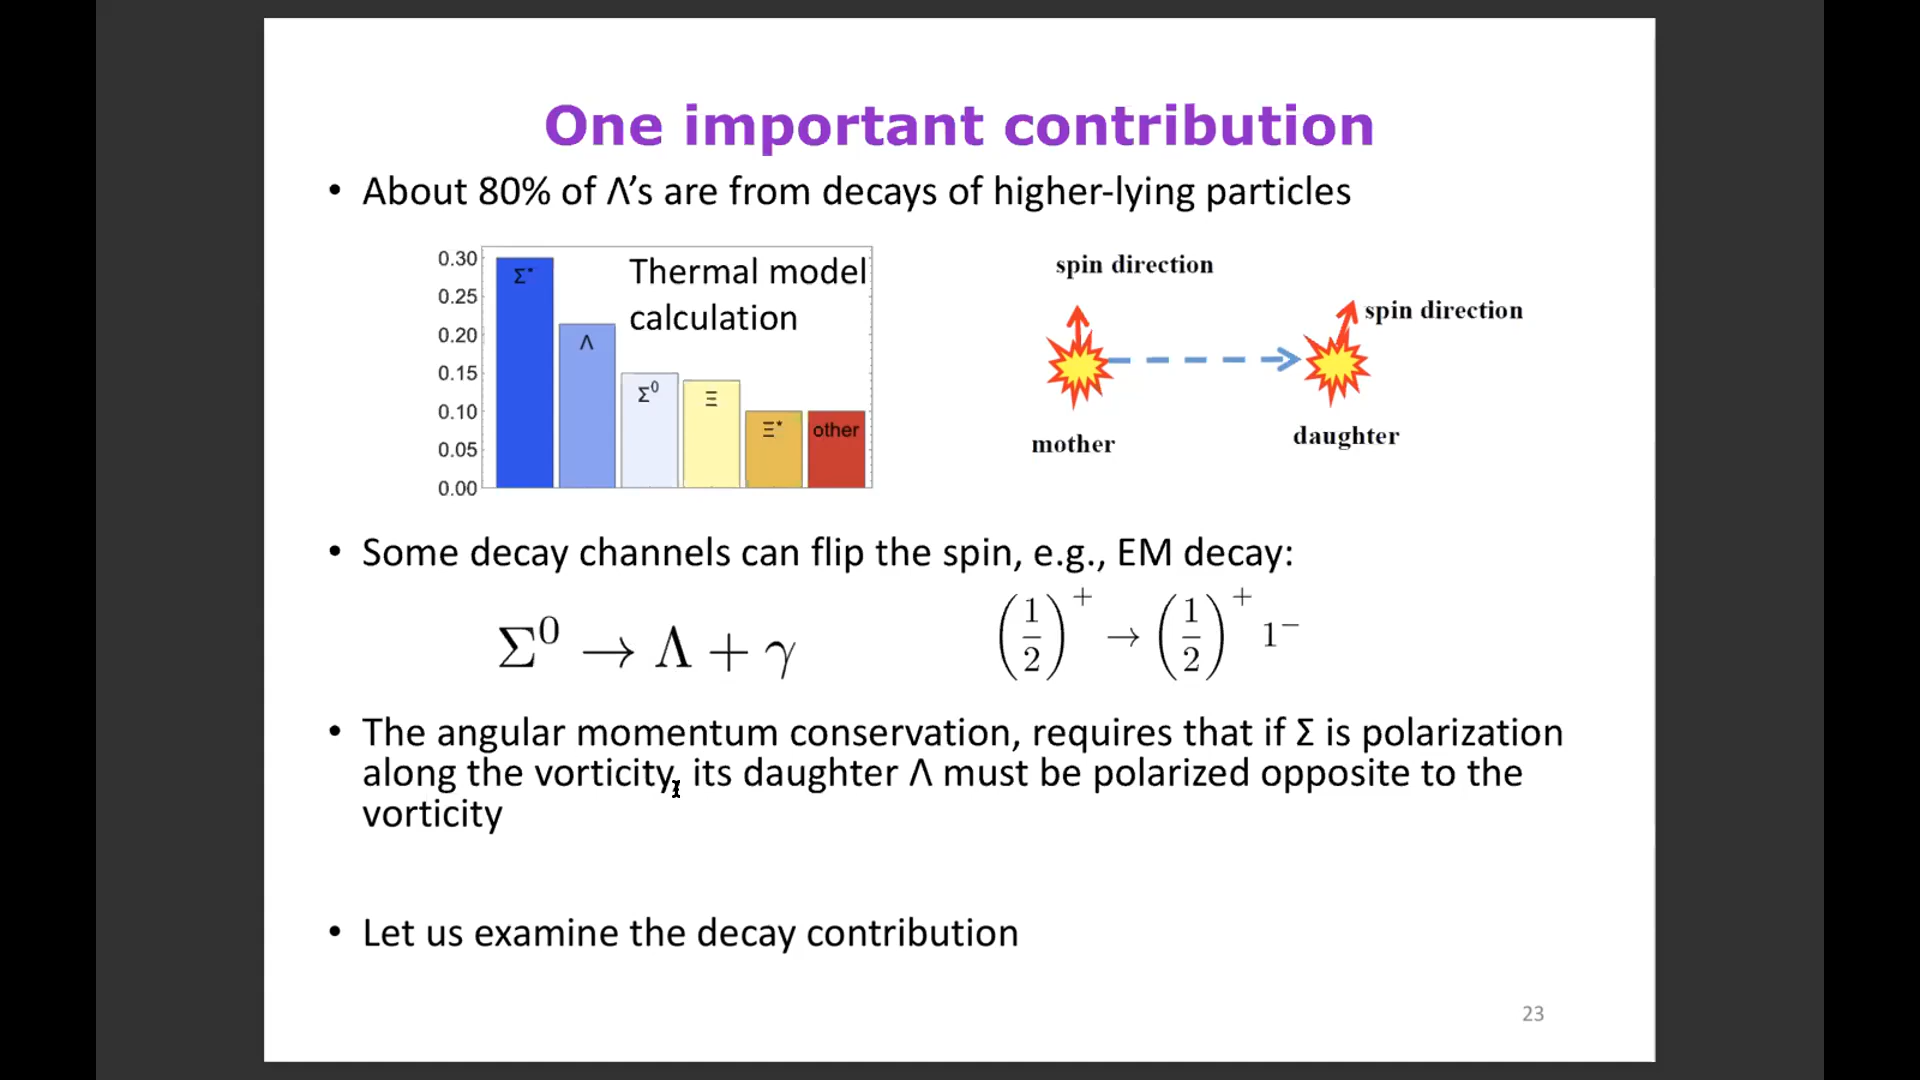 One important contribution
• About 80% of Λ's are from decays of higher-lying particles
0.30
0.25
0.20
0.15
0.10
0.05
0.00
Σ*
Λ
Σ⁰
Ξ
Ξ*
other
Thermal model
calculation
spin direction
spin direction
mother
daughter
• Some decay channels can flip the spin, e.g., EM decay:
Σ⁰ → Λ + γ
(1/2)⁺ → (1/2)⁺ 1⁻
• The angular momentum conservation, requires that if Σ is polarization
along the vorticity, its daughter Λ must be polarized opposite to the
vorticity
• Let us examine the decay contribution
23